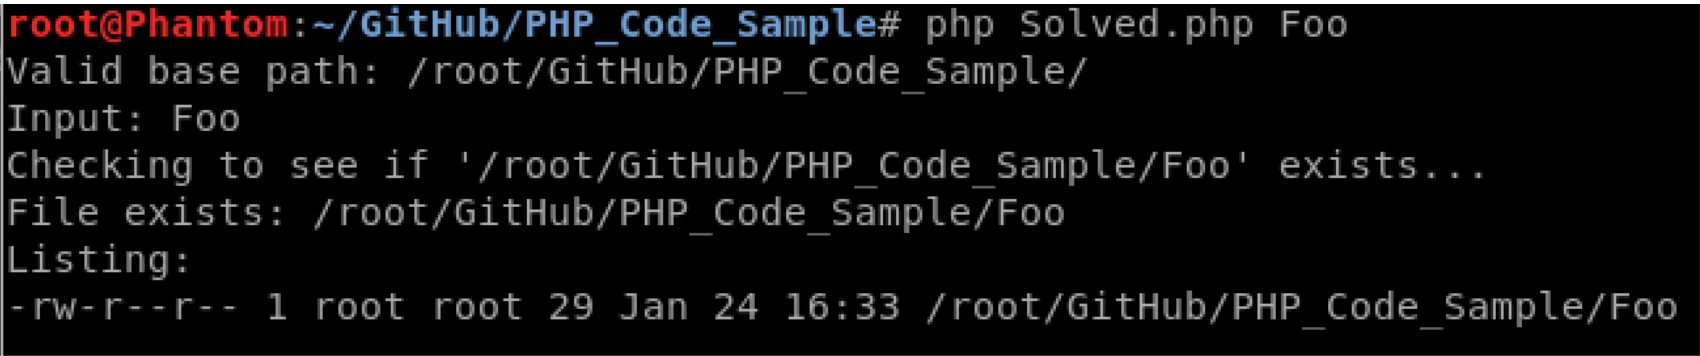 root@Phantom:~/GitHub/PHP_Code_Sample# php Solved.php Foo
Valid base path: /root/GitHub/PHP_Code_Sample/
Input: Foo
Checking to see if '/root/GitHub/PHP_Code_Sample/Foo' exists...
File exists: /root/GitHub/PHP_Code_Sample/Foo
Listing:
-rw-r--r-- 1 root root 29 Jan 24 16:33 /root/GitHub/PHP_Code_Sample/Foo